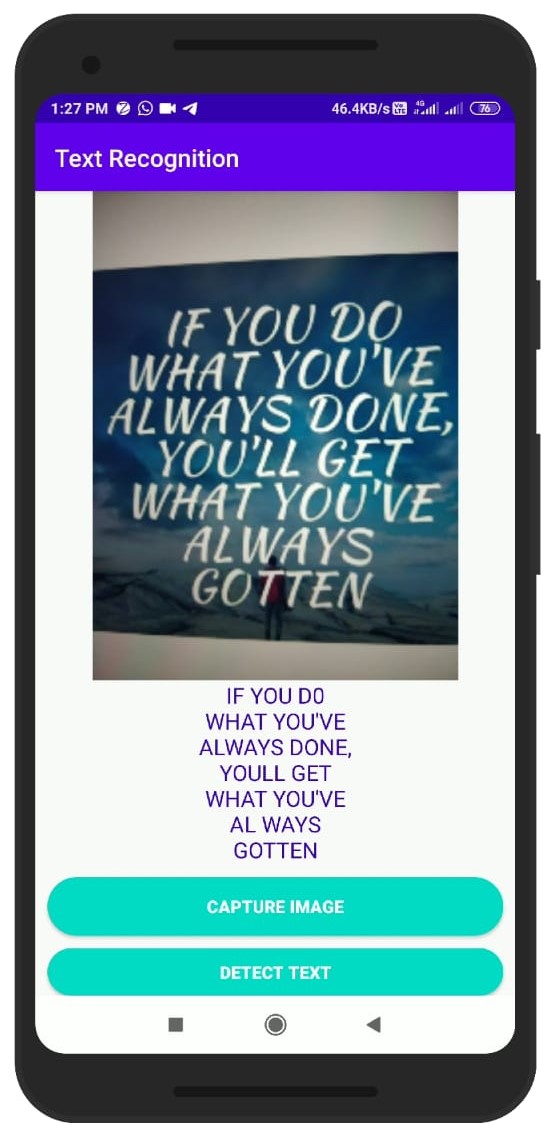 1:27 PM 46.4KB/s Vo LTE 4G 76
Text Recognition
IF YOU DO
WHAT YOU'VE
ALWAYS DONE,
YOU'LL GET
WHAT YOU'VE
ALWAYS
GOTTEN
IF YOU D0
WHAT YOU'VE
ALWAYS DONE,
YOULL GET
WHAT YOU'VE
AL WAYS
GOTTEN
CAPTURE IMAGE
DETECT TEXT